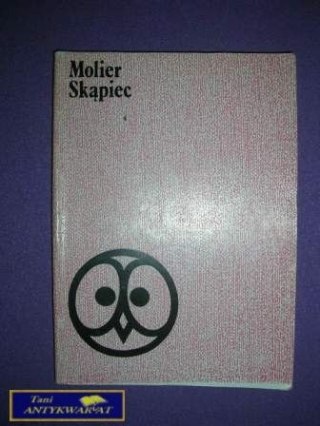 Molier
Skąpiec
Tani
ANTYKWARIAT